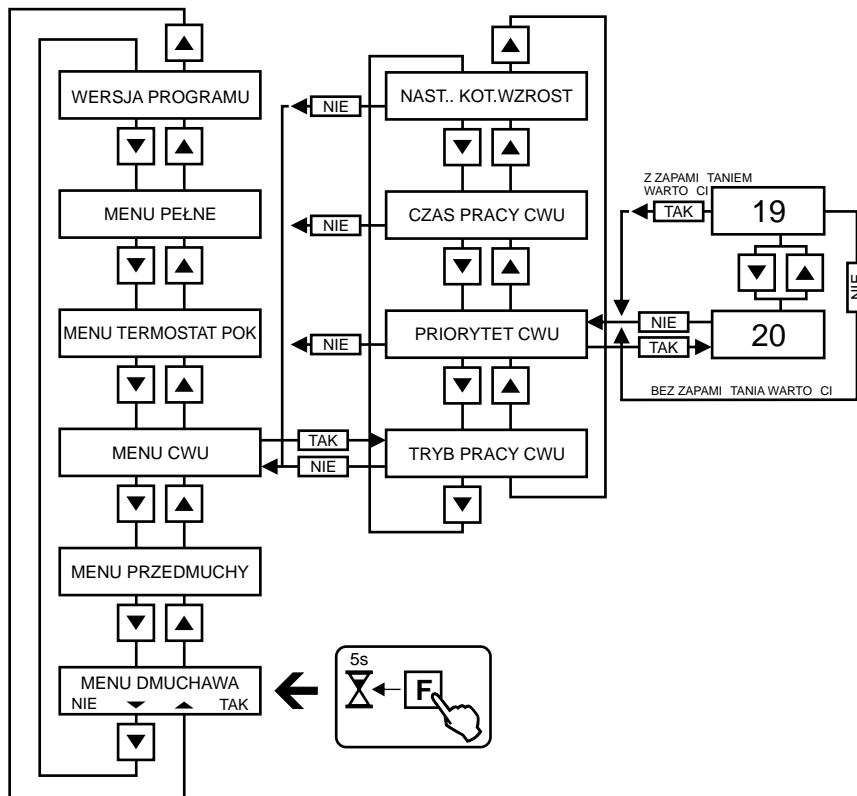 WERSJA PROGRAMU
MENU PEŁNE
MENU TERMOSTAT POK
MENU CWU
MENU PRZEDMUCHY
MENU DMUCHAWA
NIE TAK
5s
F
TAK
NIE
NIE
NAST.. KOT.WZROST
NIE
CZAS PRACY CWU
NIE
PRIORYTET CWU
TRYB PRACY CWU
Z ZAPAMI TANIEM
WARTO CI
TAK
19
NIE
NIE
TAK
20
BEZ ZAPAMI TANIA WARTO CI